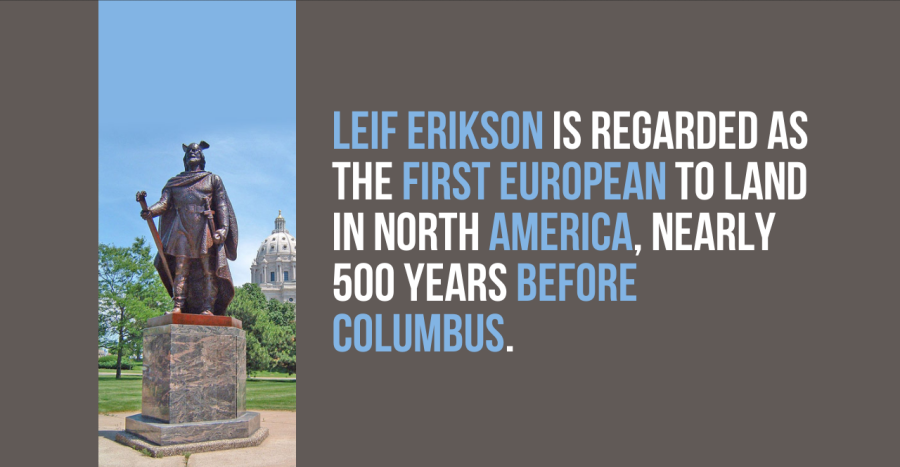 LEIF ERIKSON IS REGARDED AS
THE FIRST EUROPEAN TO LAND
IN NORTH AMERICA, NEARLY
500 YEARS BEFORE
COLUMBUS.